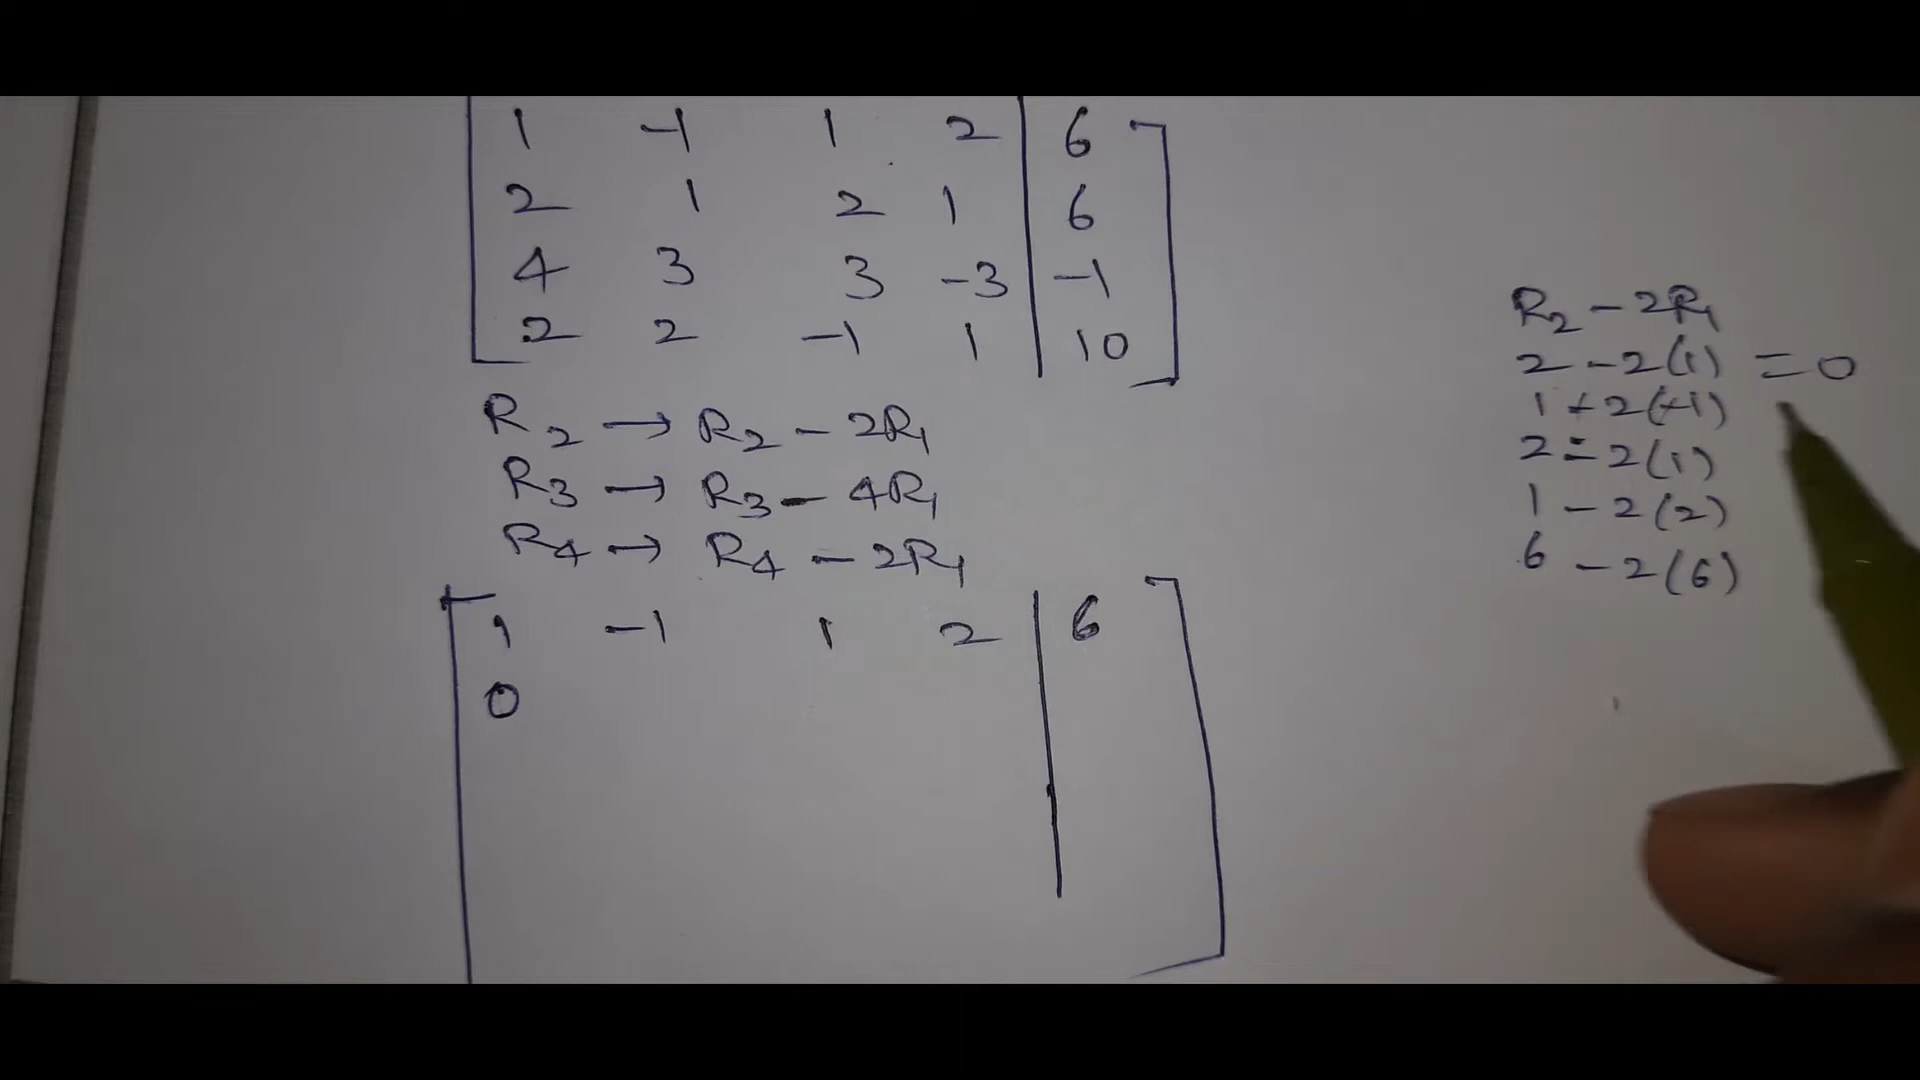 1 -1 1 2 | 6
2 1 2 1 | 6
4 3 3 -3 | -1
2 2 -1 1 | 10
R2 → R2 - 2R1
R3 → R3 - 4R1
R4 → R4 - 2R1
1 -1 1 2 | 6
0
R2 - 2R1
2 - 2(1) = 0
1 + 2(+1)
2 - 2(1)
1 - 2(2)
6 - 2(6)